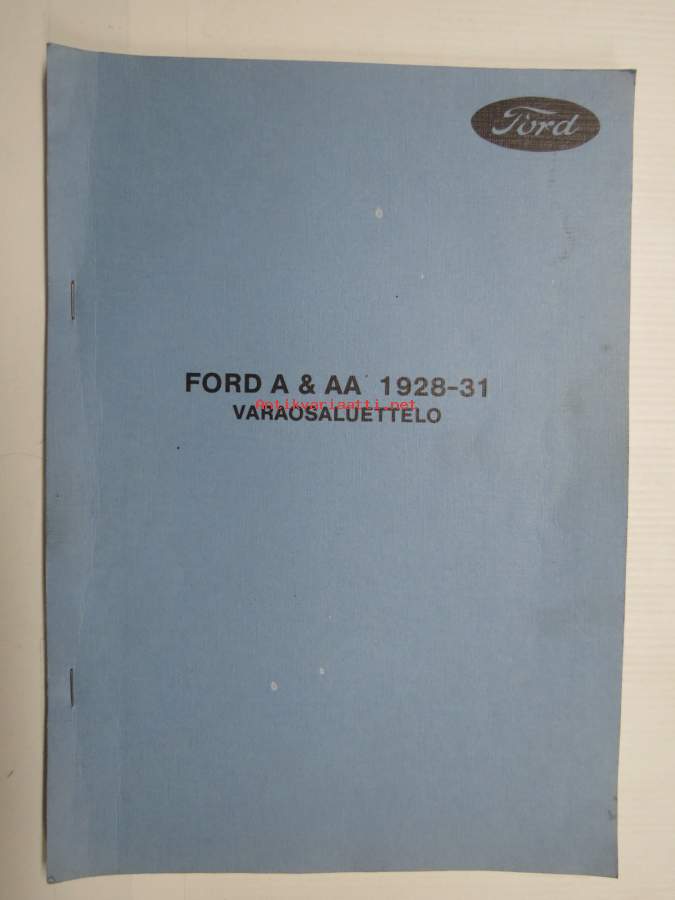 Ford
FORD A & AA 1928-31
Antikvariaatti.net
VARAOSALUETTELO